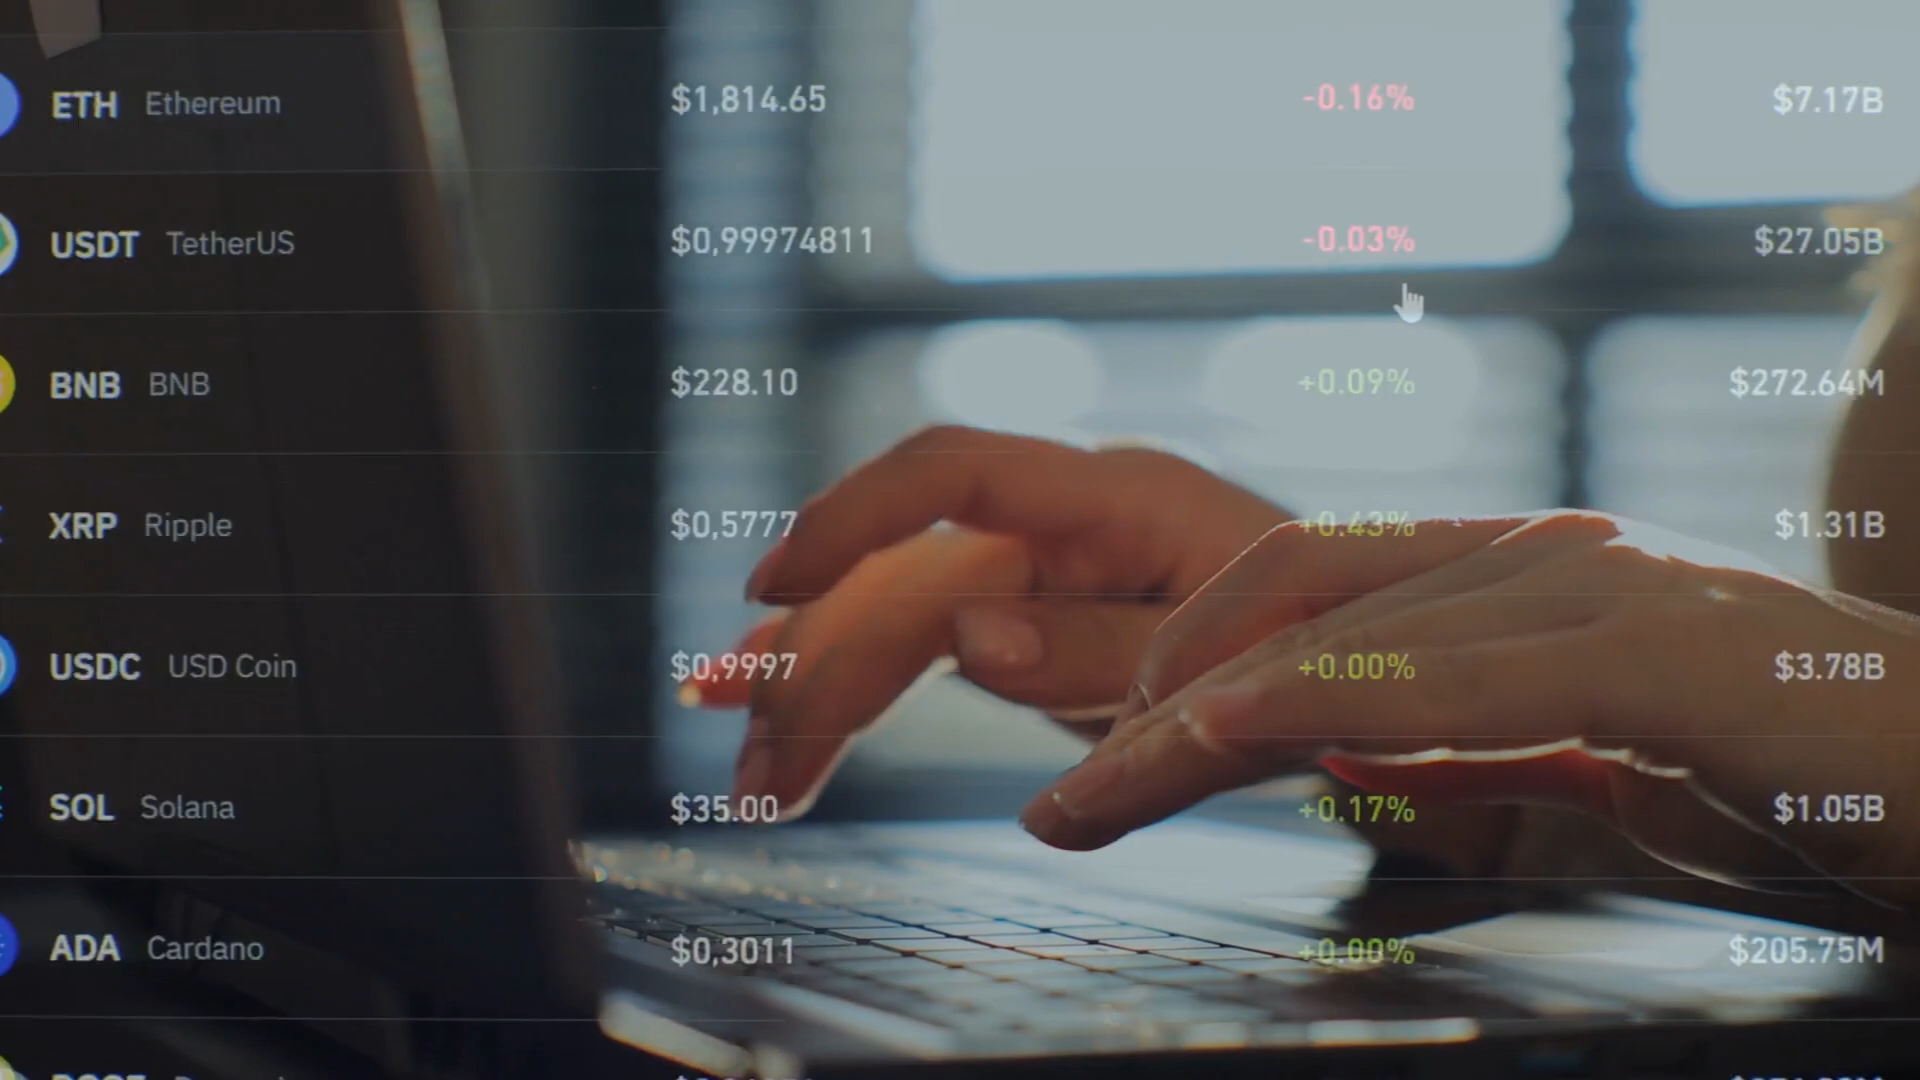 ETH Ethereum $1,814.65 -0.16% $7.17B
USDT TetherUS $0,99974811 -0.03% $27.05B
BNB BNB $228.10 +0.09% $272.64M
XRP Ripple $0,5777 +0.43% $1.31B
USDC USD Coin $0,9997 +0.00% $3.78B
SOL Solana $35.00 +0.17% $1.05B
ADA Cardano $0,3011 +0.00% $205.75M